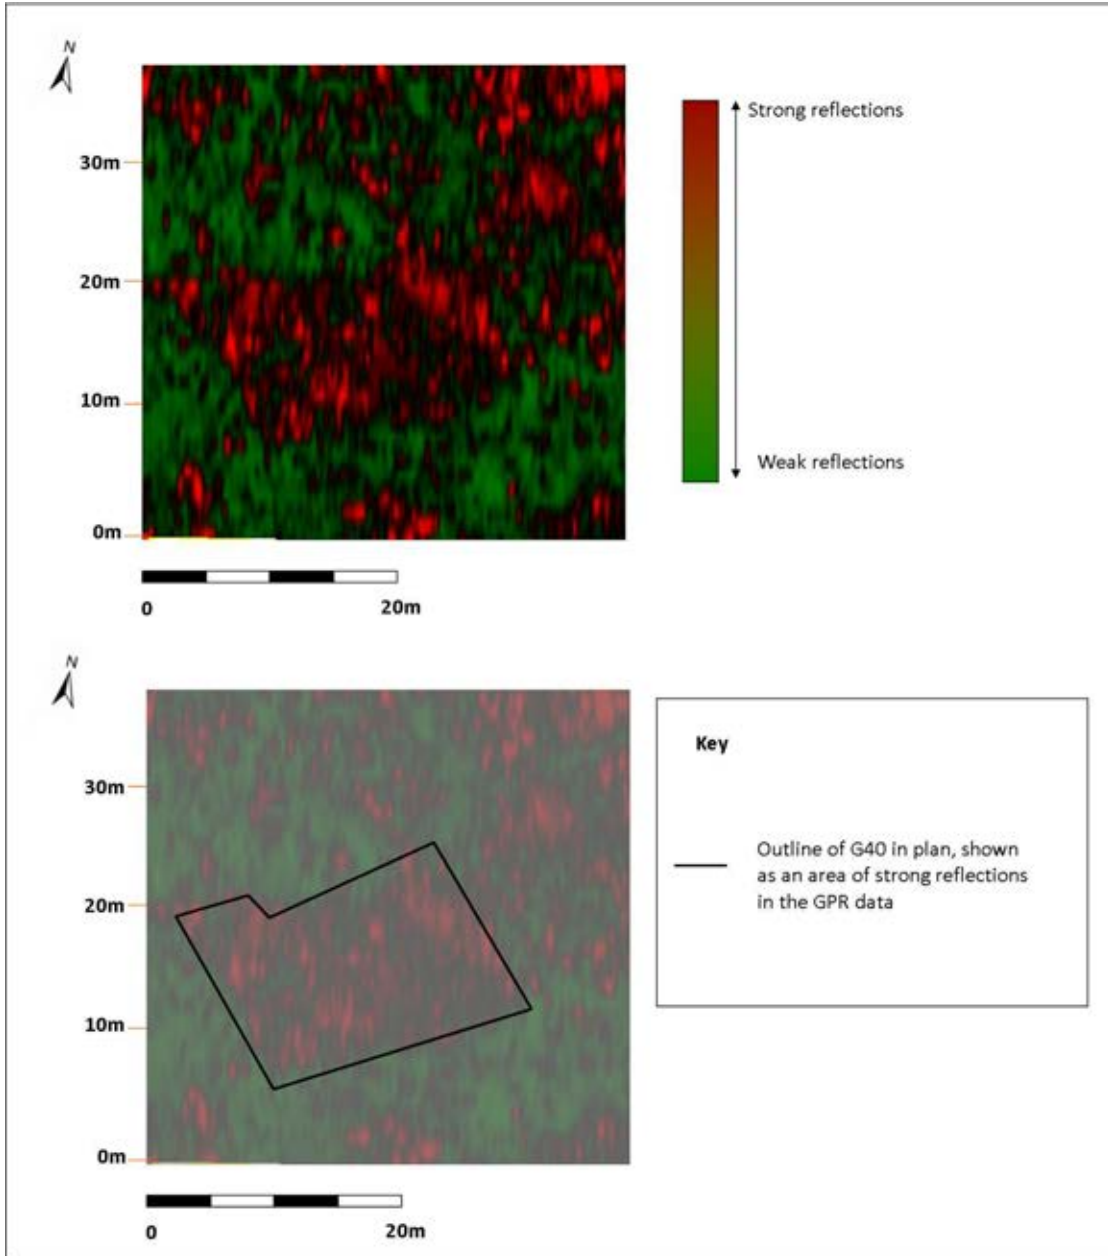 N
Strong reflections
30m
20m
10m
Weak reflections
0m
0
20m
N
Key
30m
Outline of G40 in plan, shown
as an area of strong reflections
in the GPR data
20m
10m
0m
0
20m